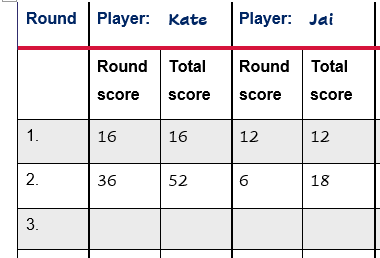 Round Player: Kate Player: Jai
Round score Total score Round score Total score
1. 16 16 12 12
2. 36 52 6 18
3.